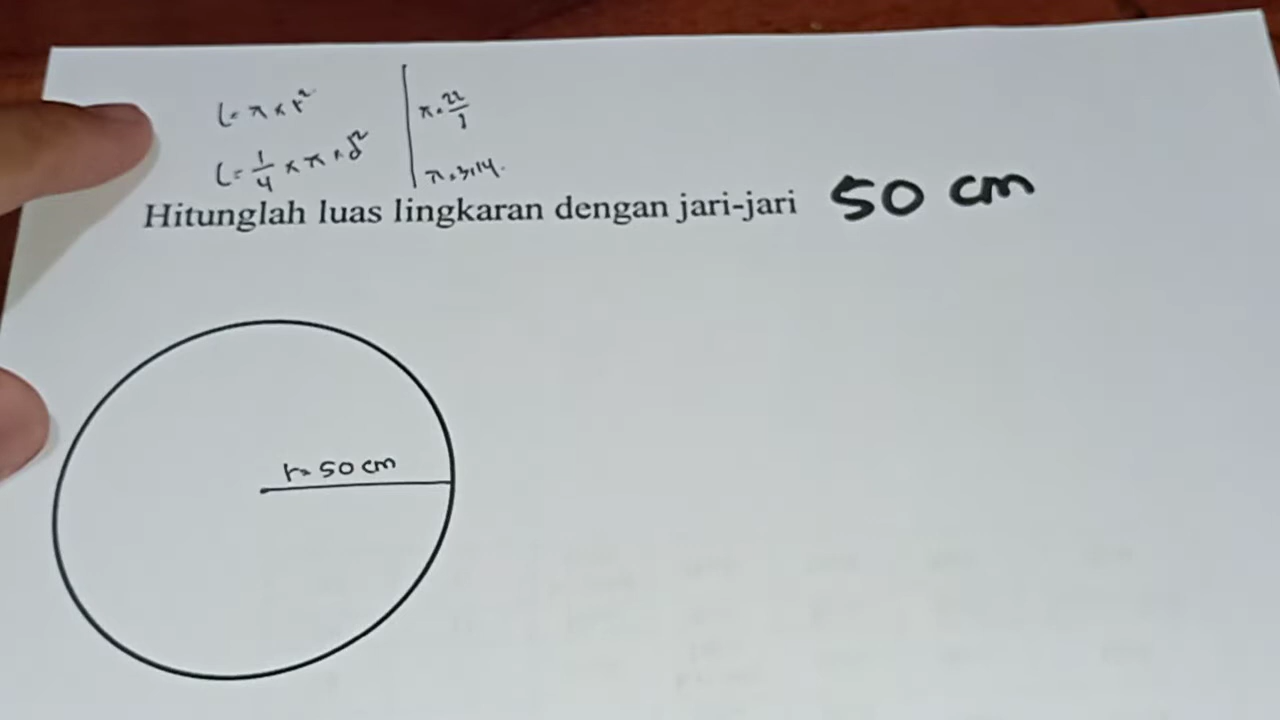 L = π × r²
L = 1/4 × π × d²
π = 22/7
π = 3,14.
Hitunglah luas lingkaran dengan jari-jari 50 cm
r = 50 cm